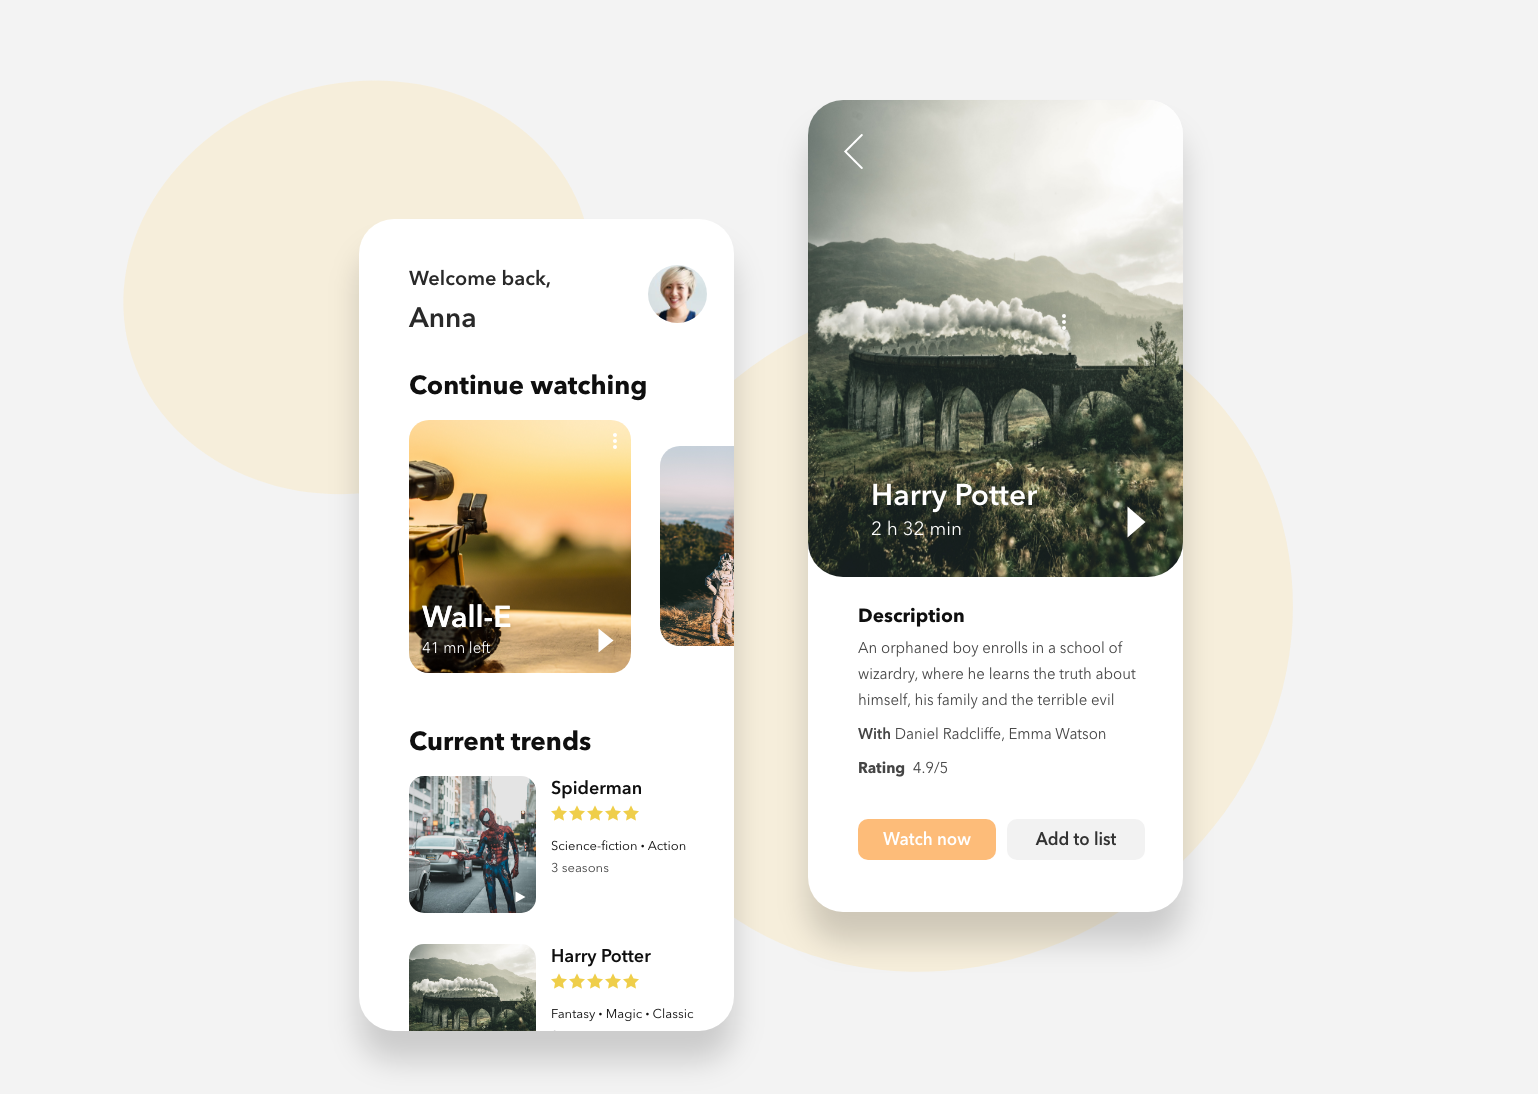 Welcome back,
Anna
Continue watching
Wall-E
41 mn left
Current trends
Spiderman
Science-fiction • Action
3 seasons
Harry Potter
Fantasy • Magic • Classic
Harry Potter
2 h 32 min
Description
An orphaned boy enrolls in a school of
wizardry, where he learns the truth about
himself, his family and the terrible evil
With Daniel Radcliffe, Emma Watson
Rating 4.9/5
Watch now
Add to list